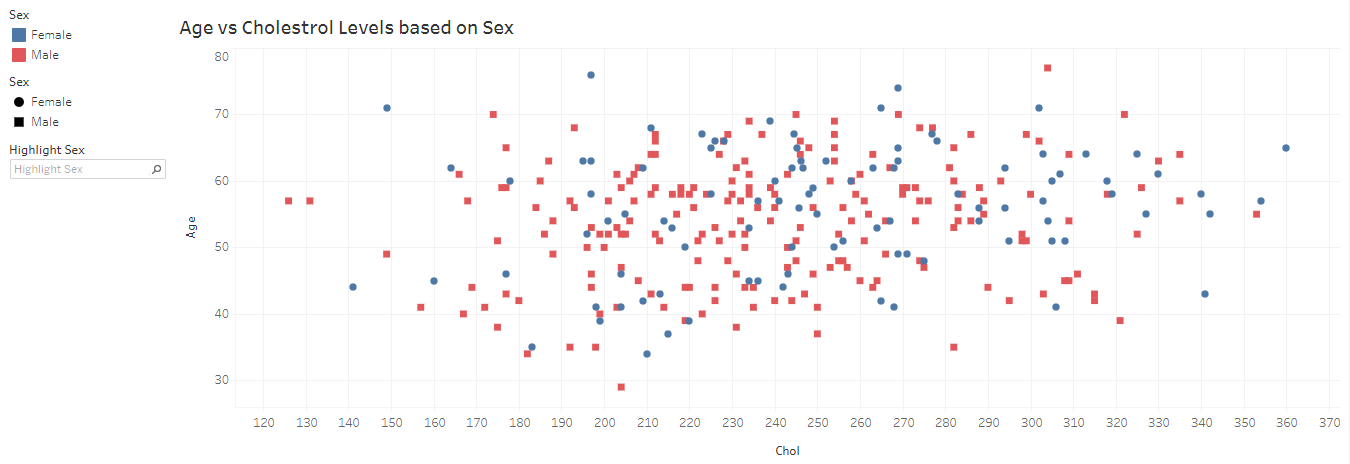 Sex
Female
Male
Sex
Female
Male
Highlight Sex
Highlight Sex
Age vs Cholestrol Levels based on Sex
Age
80
70
60
50
40
30
120 130 140 150 160 170 180 190 200 210 220 230 240 250 260 270 280 290 300 310 320 330 340 350 360 370
Chol